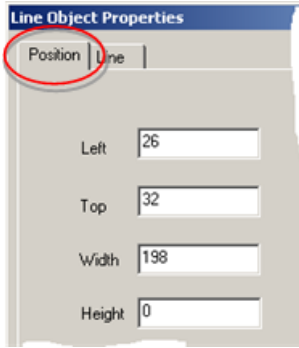 Line Object Properties
Position Line
Left 26
Top 32
Width 198
Height 0